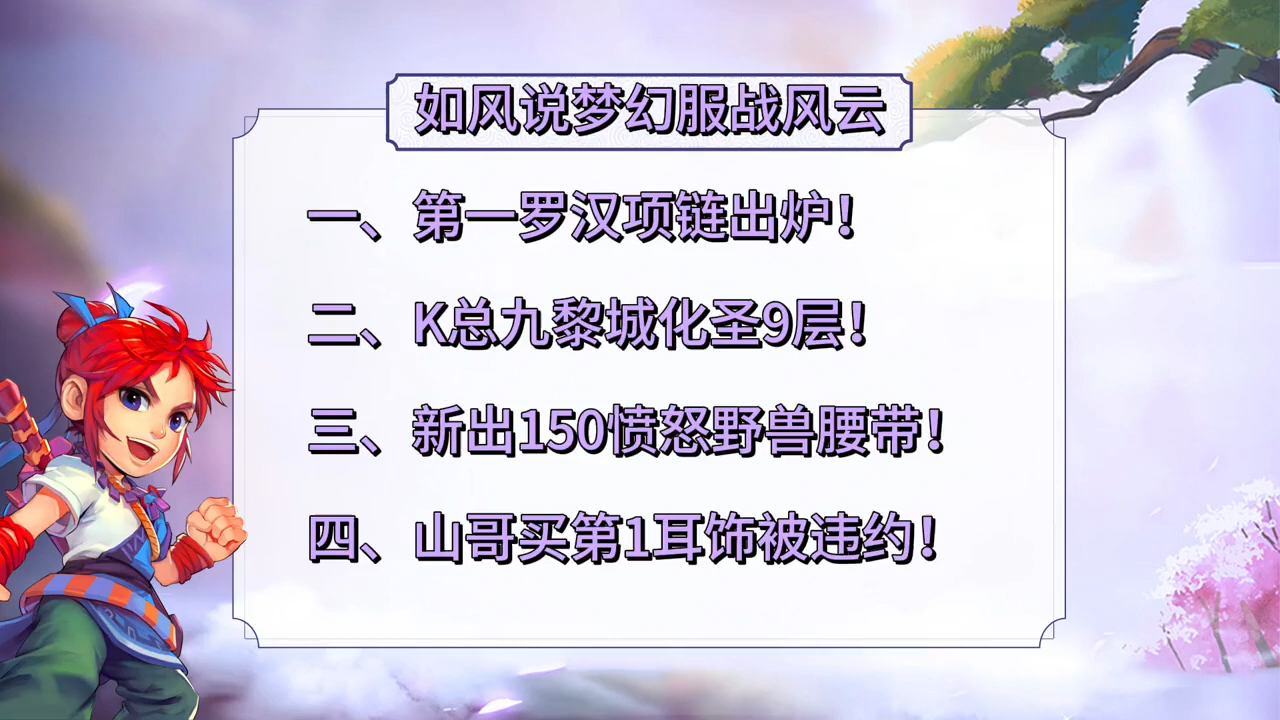 如风说梦幻服战风云
一、第一罗汉项链出炉！
二、K总九黎城化圣9层！
三、新出150愤怒野兽腰带！
四、山哥买第1耳饰被违约！